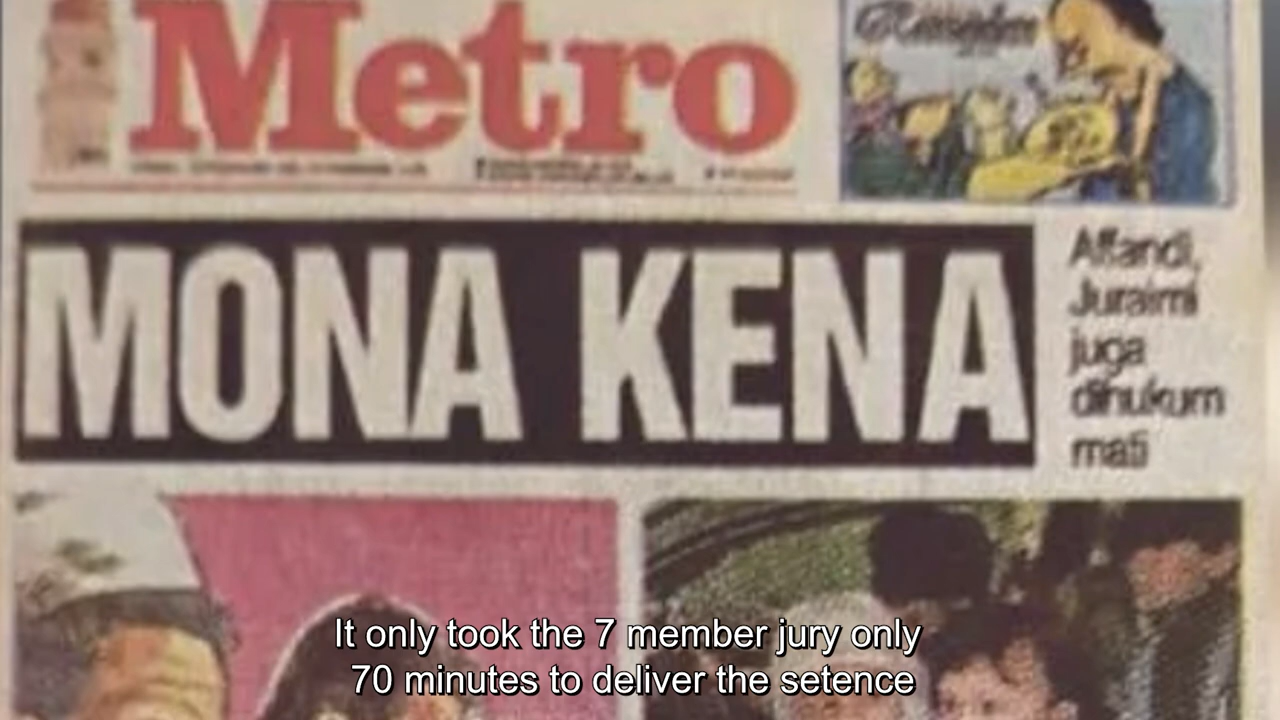 Metro
MONA KENA
Affandi,
Juraimi
juga
dihukum
mati
It only took the 7 member jury only
70 minutes to deliver the setence